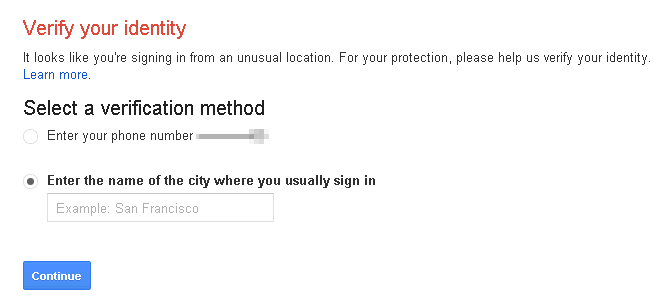 Verify your identity
It looks like you're signing in from an unusual location. For your protection, please help us verify your identity.
Learn more.
Select a verification method
Enter your phone number
Enter the name of the city where you usually sign in
Example: San Francisco
Continue